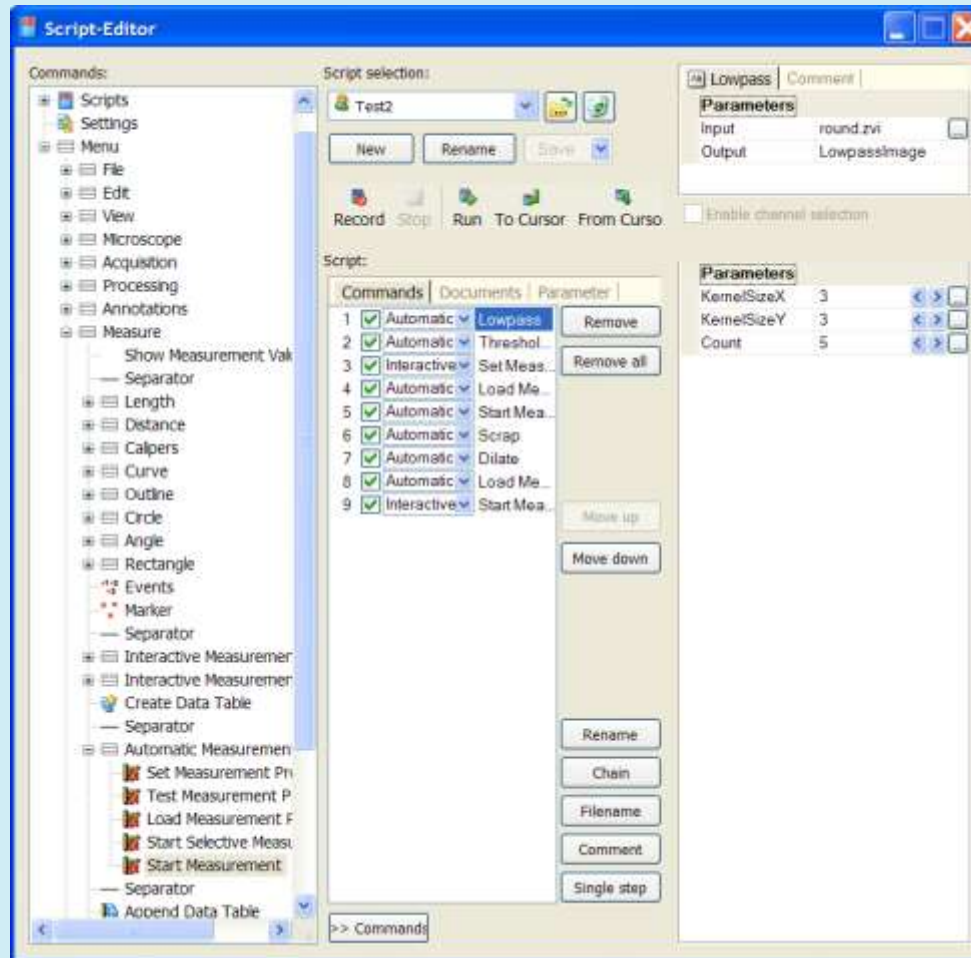 Script-Editor
Commands:
Scripts
Settings
Menu
File
Edit
View
Microscope
Acquisition
Processing
Annotations
Measure
Show Measurement Valu
Separator
Length
Distance
Calipers
Curve
Outline
Circle
Angle
Rectangle
Events
Marker
Separator
Interactive Measuremer
Interactive Measuremer
Create Data Table
Separator
Automatic Measuremen
Set Measurement Pr
Test Measurement P
Load Measurement P
Start Selective Measu
Start Measurement
Separator
Append Data Table
Script selection:
Test2
New Rename Save
Record Stop Run To Cursor From Curso
Script:
Commands Documents Parameter
1 Automatic Lowpass
2 Automatic Threshol...
3 Interactive Set Meas...
4 Automatic Load Me...
5 Automatic Start Mea...
6 Automatic Scrap
7 Automatic Dilate
8 Automatic Load Me...
9 Interactive Start Mea...
Remove
Remove all
Move up
Move down
Rename
Chain
Filename
Comment
Single step
>> Commands
Lowpass Comment
Parameters
Input round.zvi ...
Output LowpassImage
Enable channel selection
Parameters
KernelSizeX 3 < > ...
KernelSizeY 3 < > ...
Count 5 < > ...